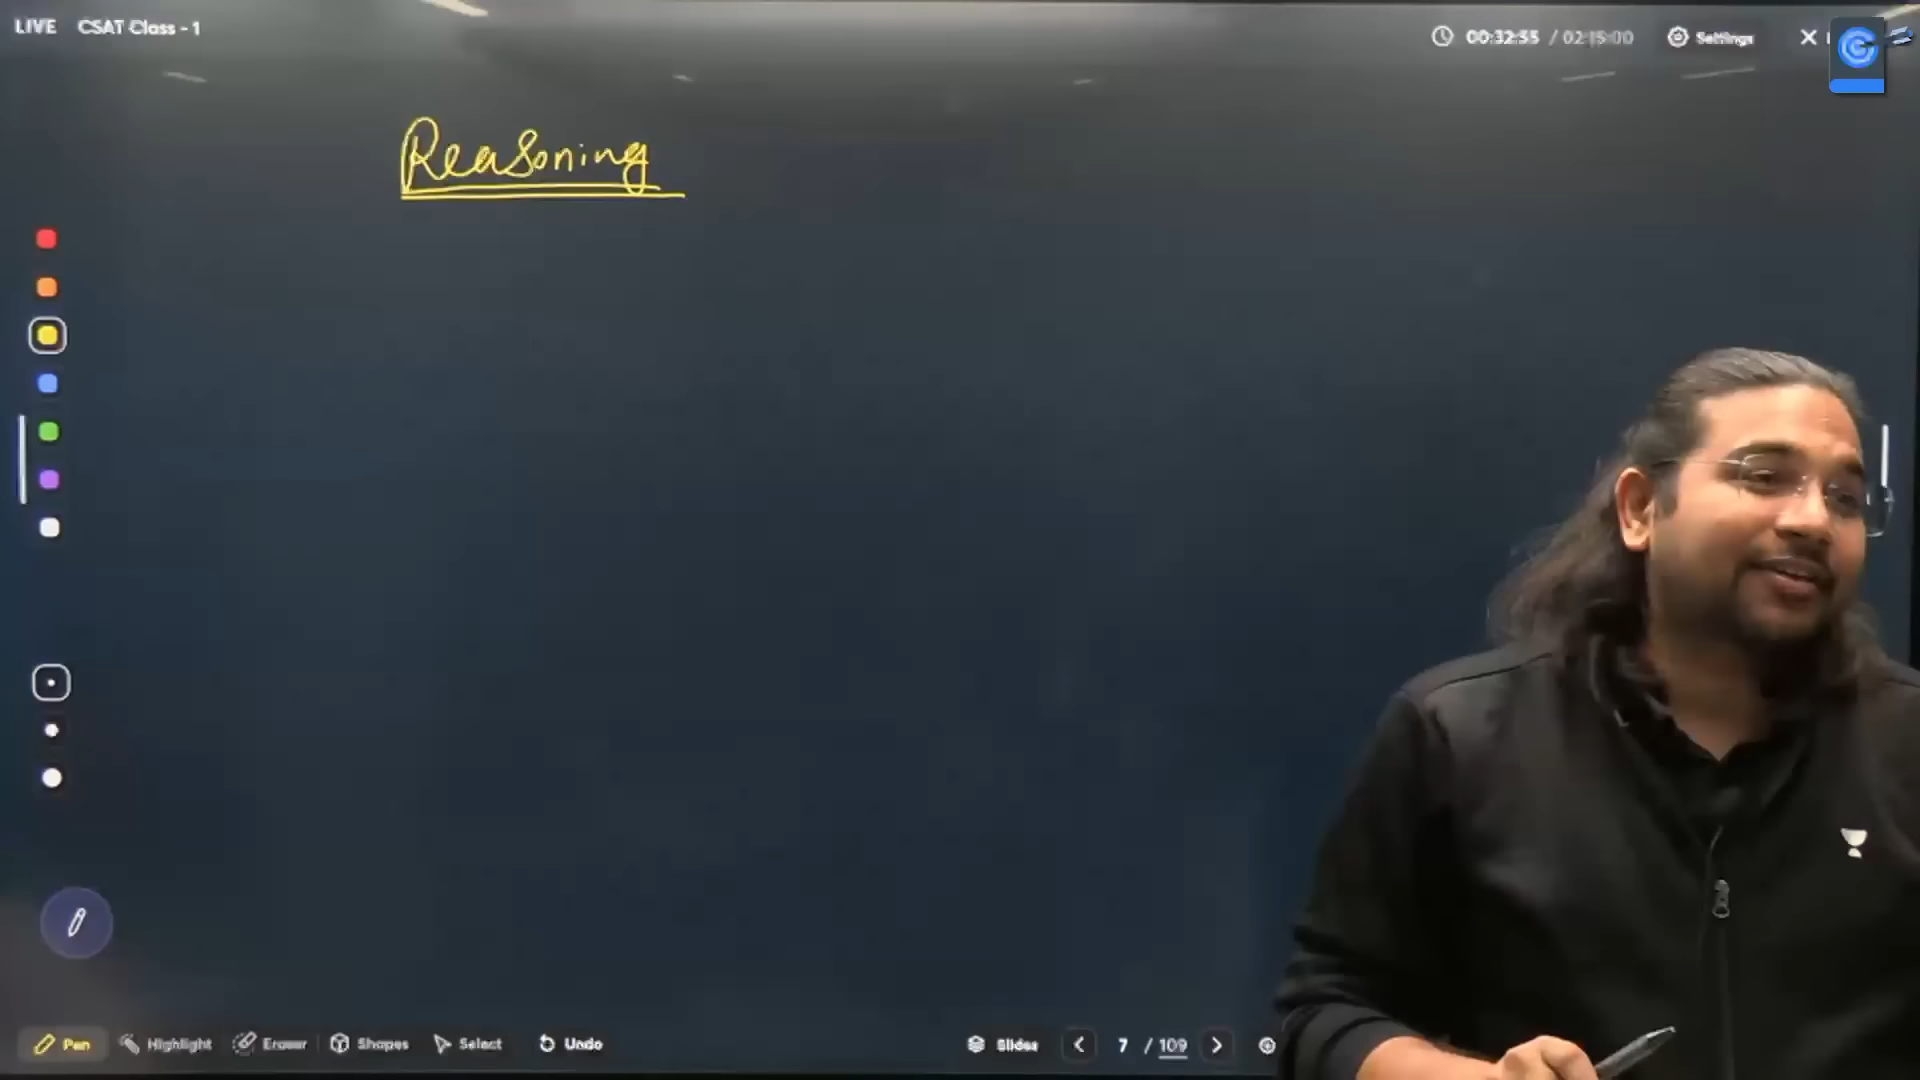 LIVE CSAT Class - 1
00:32:55 / 02:15:00 Settings
Reasoning
Pen Highlight Eraser Shapes Select Undo Slides 7 / 109